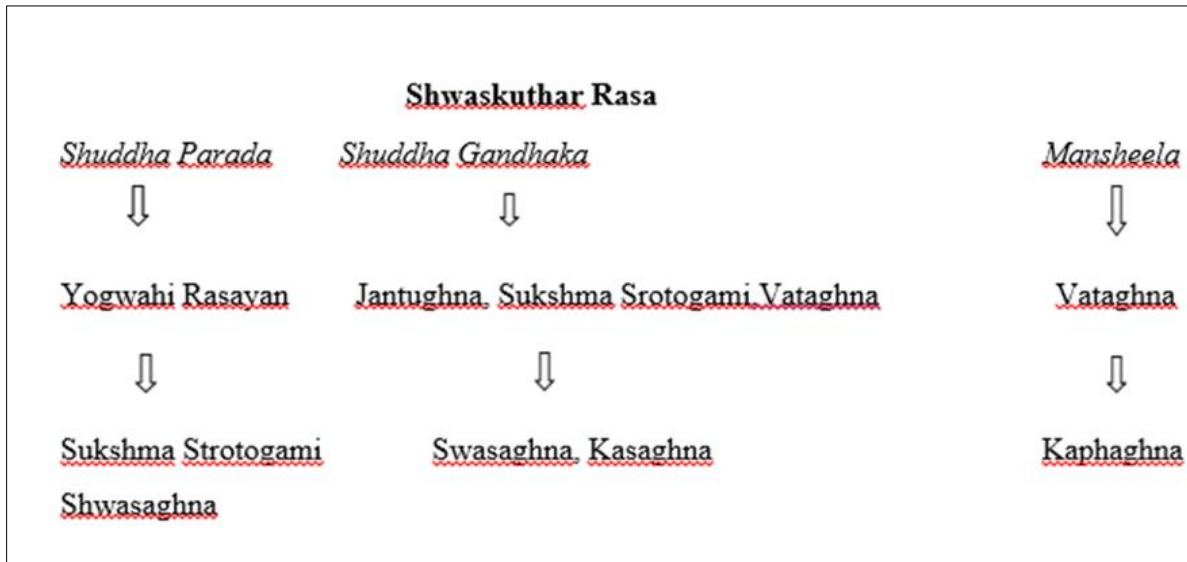 Shwaskuthar Rasa
Shuddha Parada Shuddha Gandhaka Mansheela
Yogwahi Rasayan Jantughna, Sukshma Srotogami,Vataghna Vataghna
Sukshma Strotogami Swasaghna, Kasaghna Kaphaghna
Shwasaghna